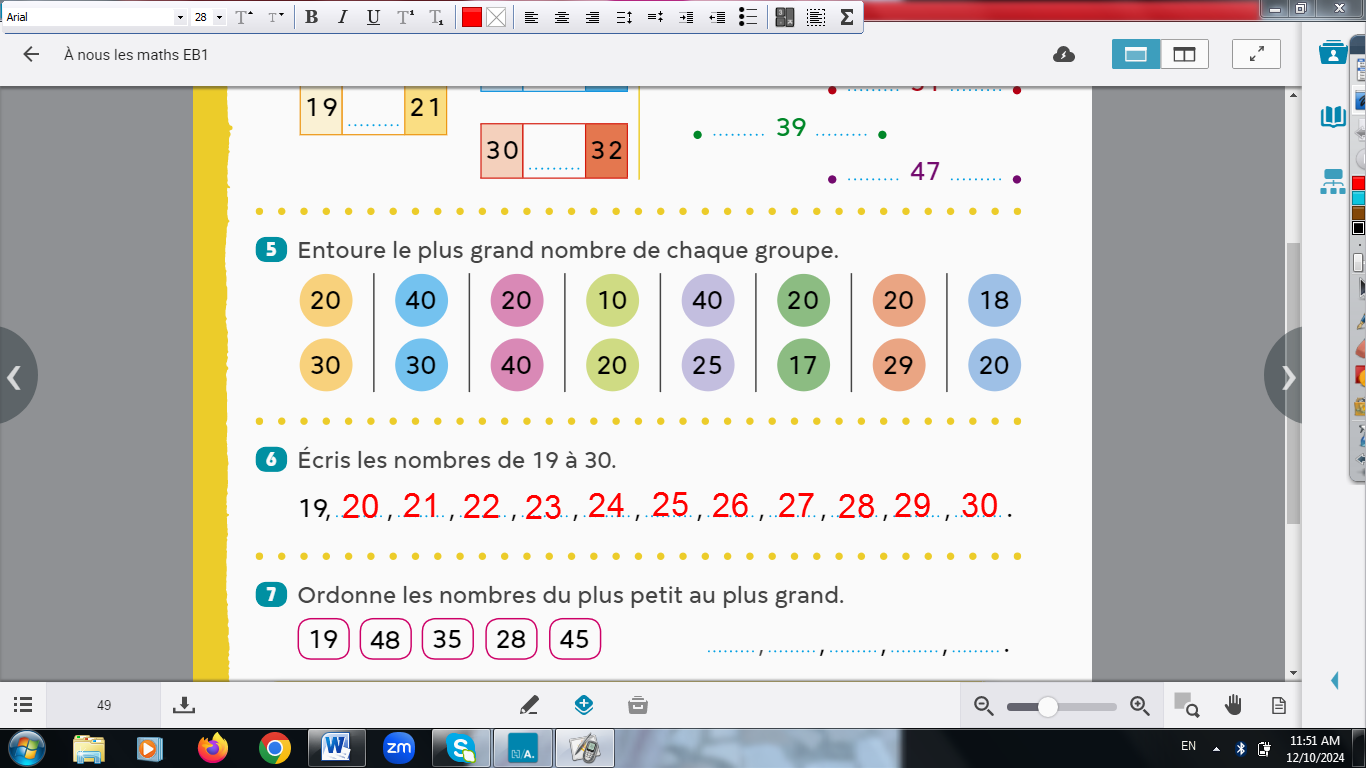 Arial 28 B I U T T Σ
À nous les maths EB1
19 ......... 21
30 ......... 32
......... 39 .........
......... 47 .........
5 Entoure le plus grand nombre de chaque groupe.
20 40 20 10 40 20 20 18
30 30 40 20 25 17 29 20
6 Écris les nombres de 19 à 30.
19, 20, 21, 22, 23, 24, 25, 26, 27, 28, 29, 30.
7 Ordonne les nombres du plus petit au plus grand.
19 48 35 28 45 ........., ........., ........., ........., ..........
49
EN 11:51 AM
12/10/2024